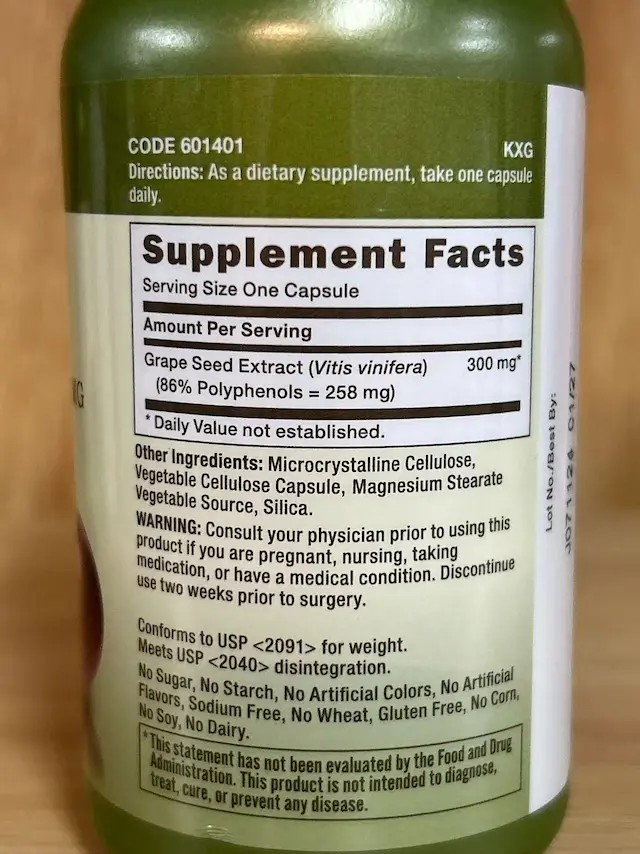 CODE 601401 KXG
Directions: As a dietary supplement, take one capsule
daily.
Supplement Facts
Serving Size One Capsule
Amount Per Serving
Grape Seed Extract (Vitis vinifera) 300 mg*
(86% Polyphenols = 258 mg)
* Daily Value not established.
Other Ingredients: Microcrystalline Cellulose,
Vegetable Cellulose Capsule, Magnesium Stearate
Vegetable Source, Silica.
WARNING: Consult your physician prior to using this
product if you are pregnant, nursing, taking
medication, or have a medical condition. Discontinue
use two weeks prior to surgery.
Conforms to USP <2091> for weight.
Meets USP <2040> disintegration.
No Sugar, No Starch, No Artificial Colors, No Artificial
Flavors, Sodium Free, No Wheat, Gluten Free, No Corn,
No Soy, No Dairy.
*This statement has not been evaluated by the Food and Drug
Administration. This product is not intended to diagnose,
treat, cure, or prevent any disease.
Lot No./Best By:
01/27